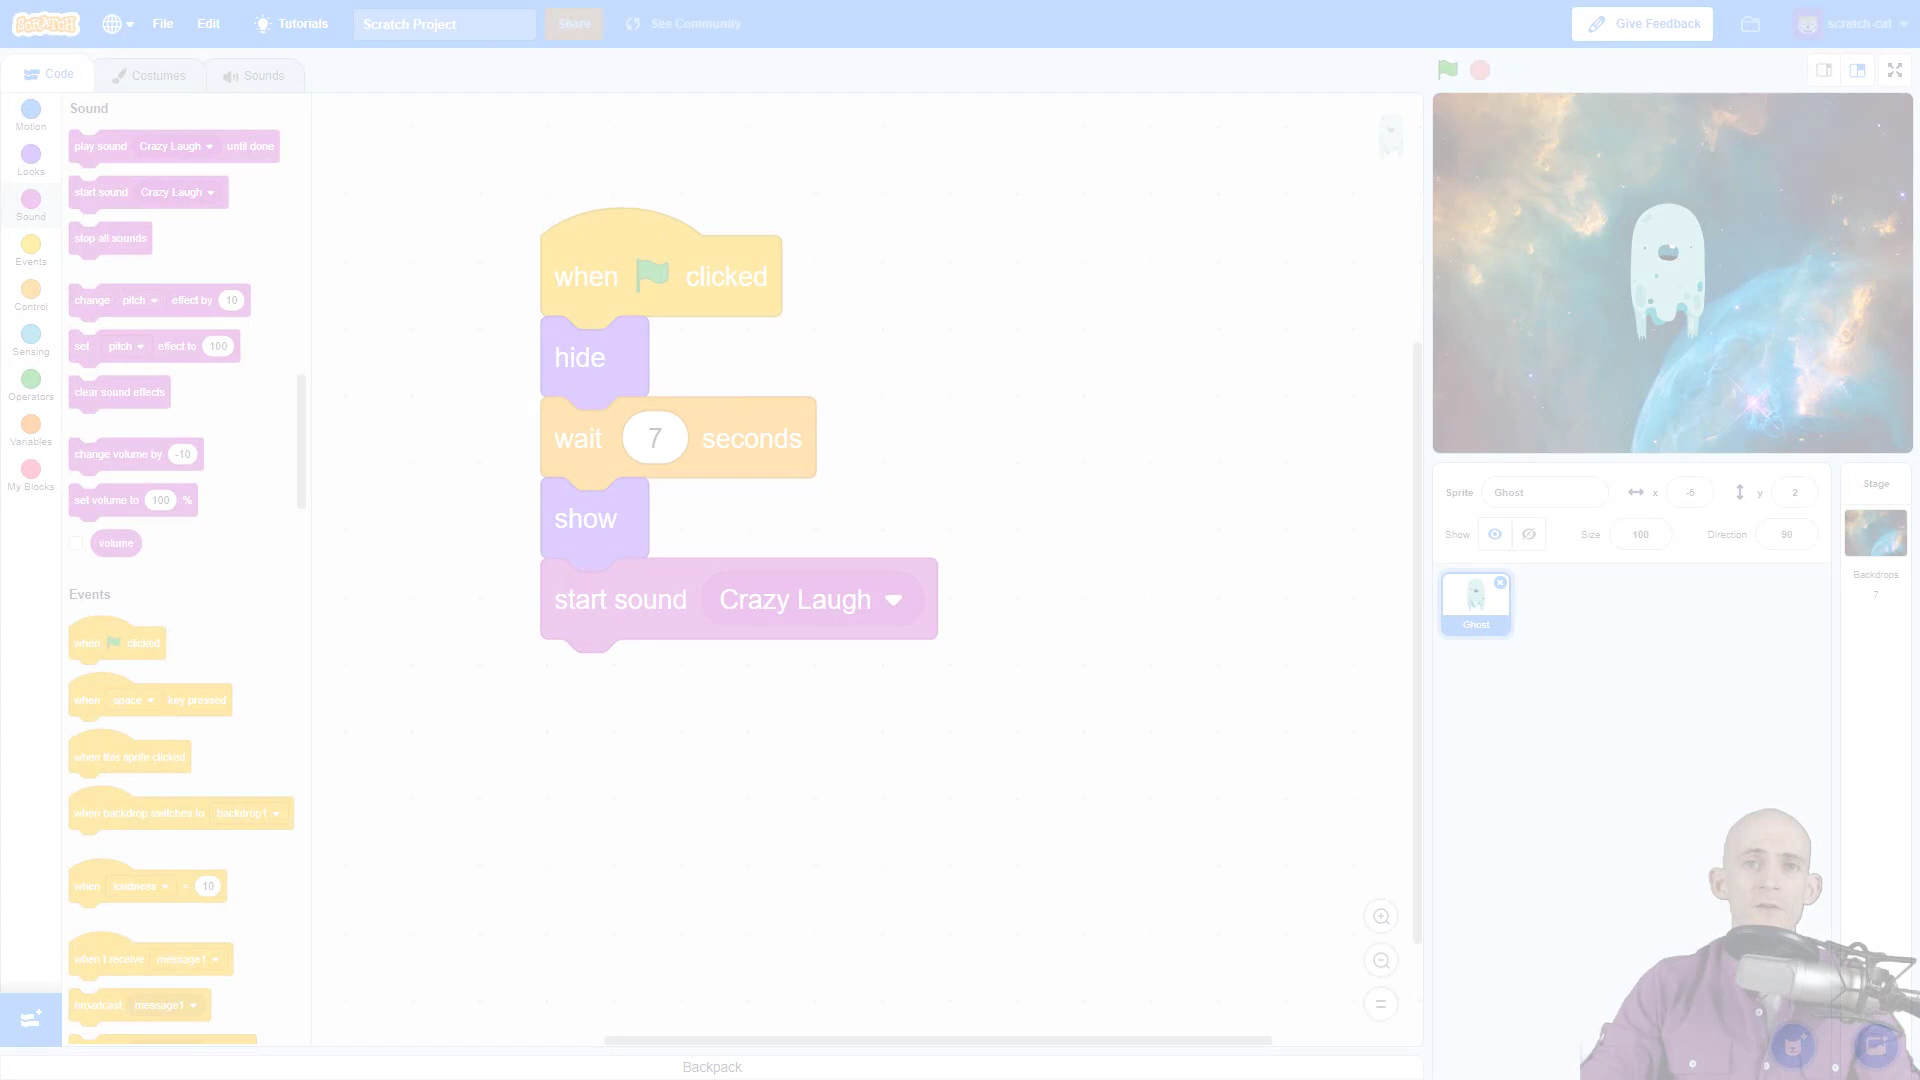 SCRATCH
File
Edit
Tutorials
Scratch Project
Share
See Community
Give Feedback
scratch-cat
Code
Costumes
Sounds
Motion
Looks
Sound
Events
Control
Sensing
Operators
Variables
My Blocks
Sound
play sound Crazy Laugh until done
start sound Crazy Laugh
stop all sounds
change pitch effect by 10
set pitch effect to 100
clear sound effects
change volume by -10
set volume to 100 %
volume
Events
when clicked
when space key pressed
when this sprite clicked
when backdrop switches to backdrop1
when loudness > 10
when I receive message1
broadcast message1
when clicked
hide
wait 7 seconds
show
start sound Crazy Laugh
Backpack
Sprite Ghost x -5 y 2
Show Size 100 Direction 90
Ghost
Stage
Backdrops
7